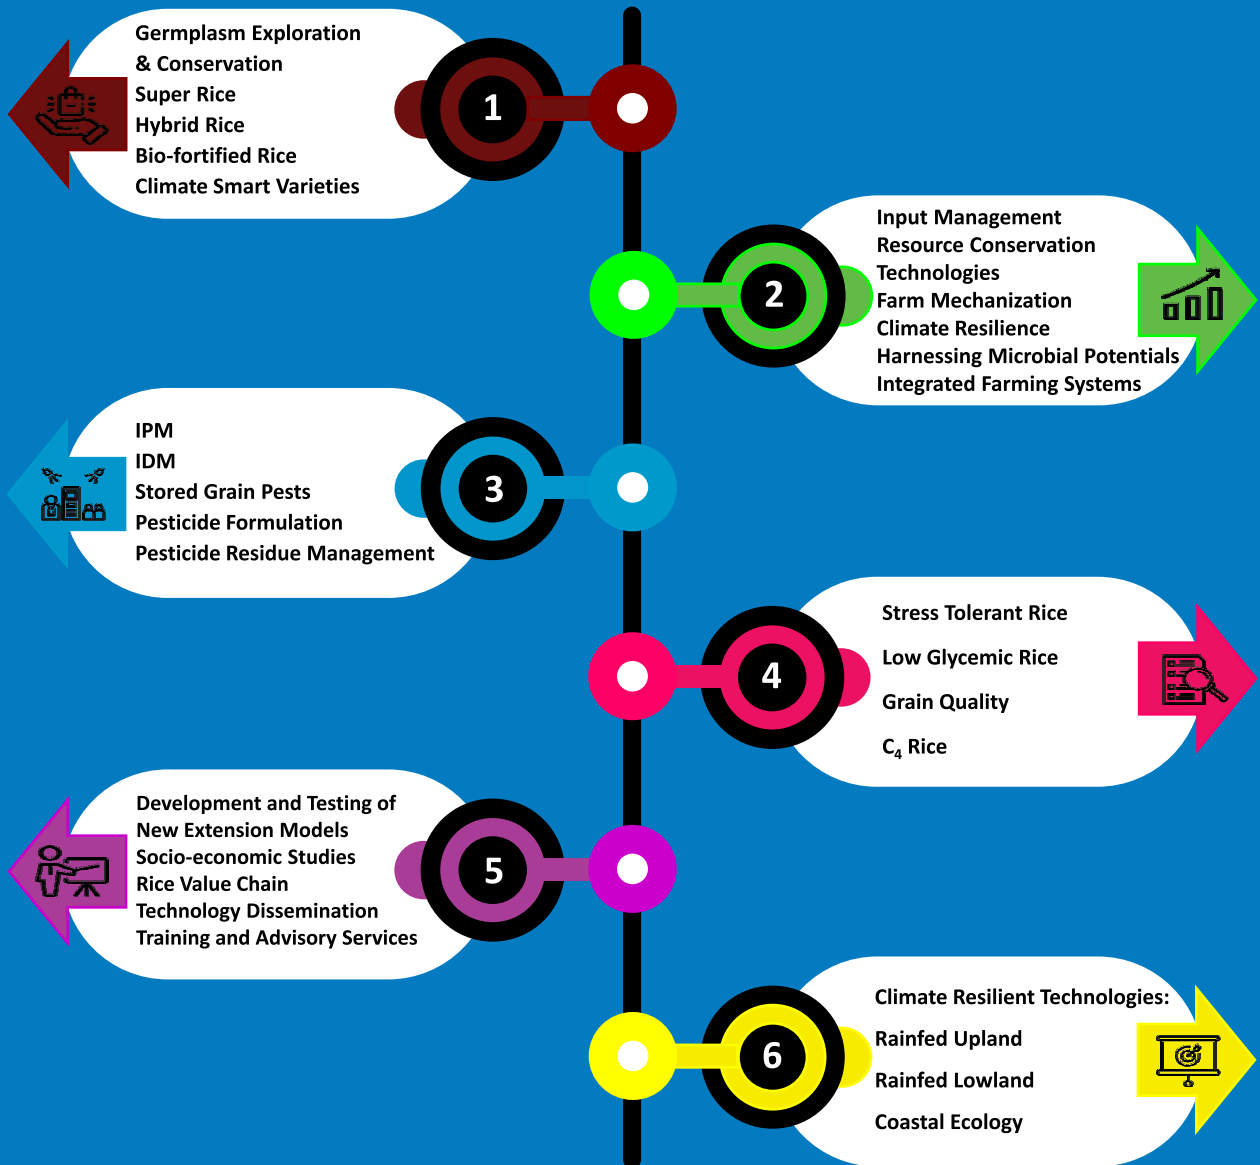 Germplasm Exploration
& Conservation
Super Rice
Hybrid Rice
Bio-fortified Rice
Climate Smart Varieties
1
2
Input Management
Resource Conservation
Technologies
Farm Mechanization
Climate Resilience
Harnessing Microbial Potentials
Integrated Farming Systems
IPM
IDM
Stored Grain Pests
Pesticide Formulation
Pesticide Residue Management
3
4
Stress Tolerant Rice
Low Glycemic Rice
Grain Quality
C₄ Rice
Development and Testing of
New Extension Models
Socio-economic Studies
Rice Value Chain
Technology Dissemination
Training and Advisory Services
5
6
Climate Resilient Technologies:
Rainfed Upland
Rainfed Lowland
Coastal Ecology